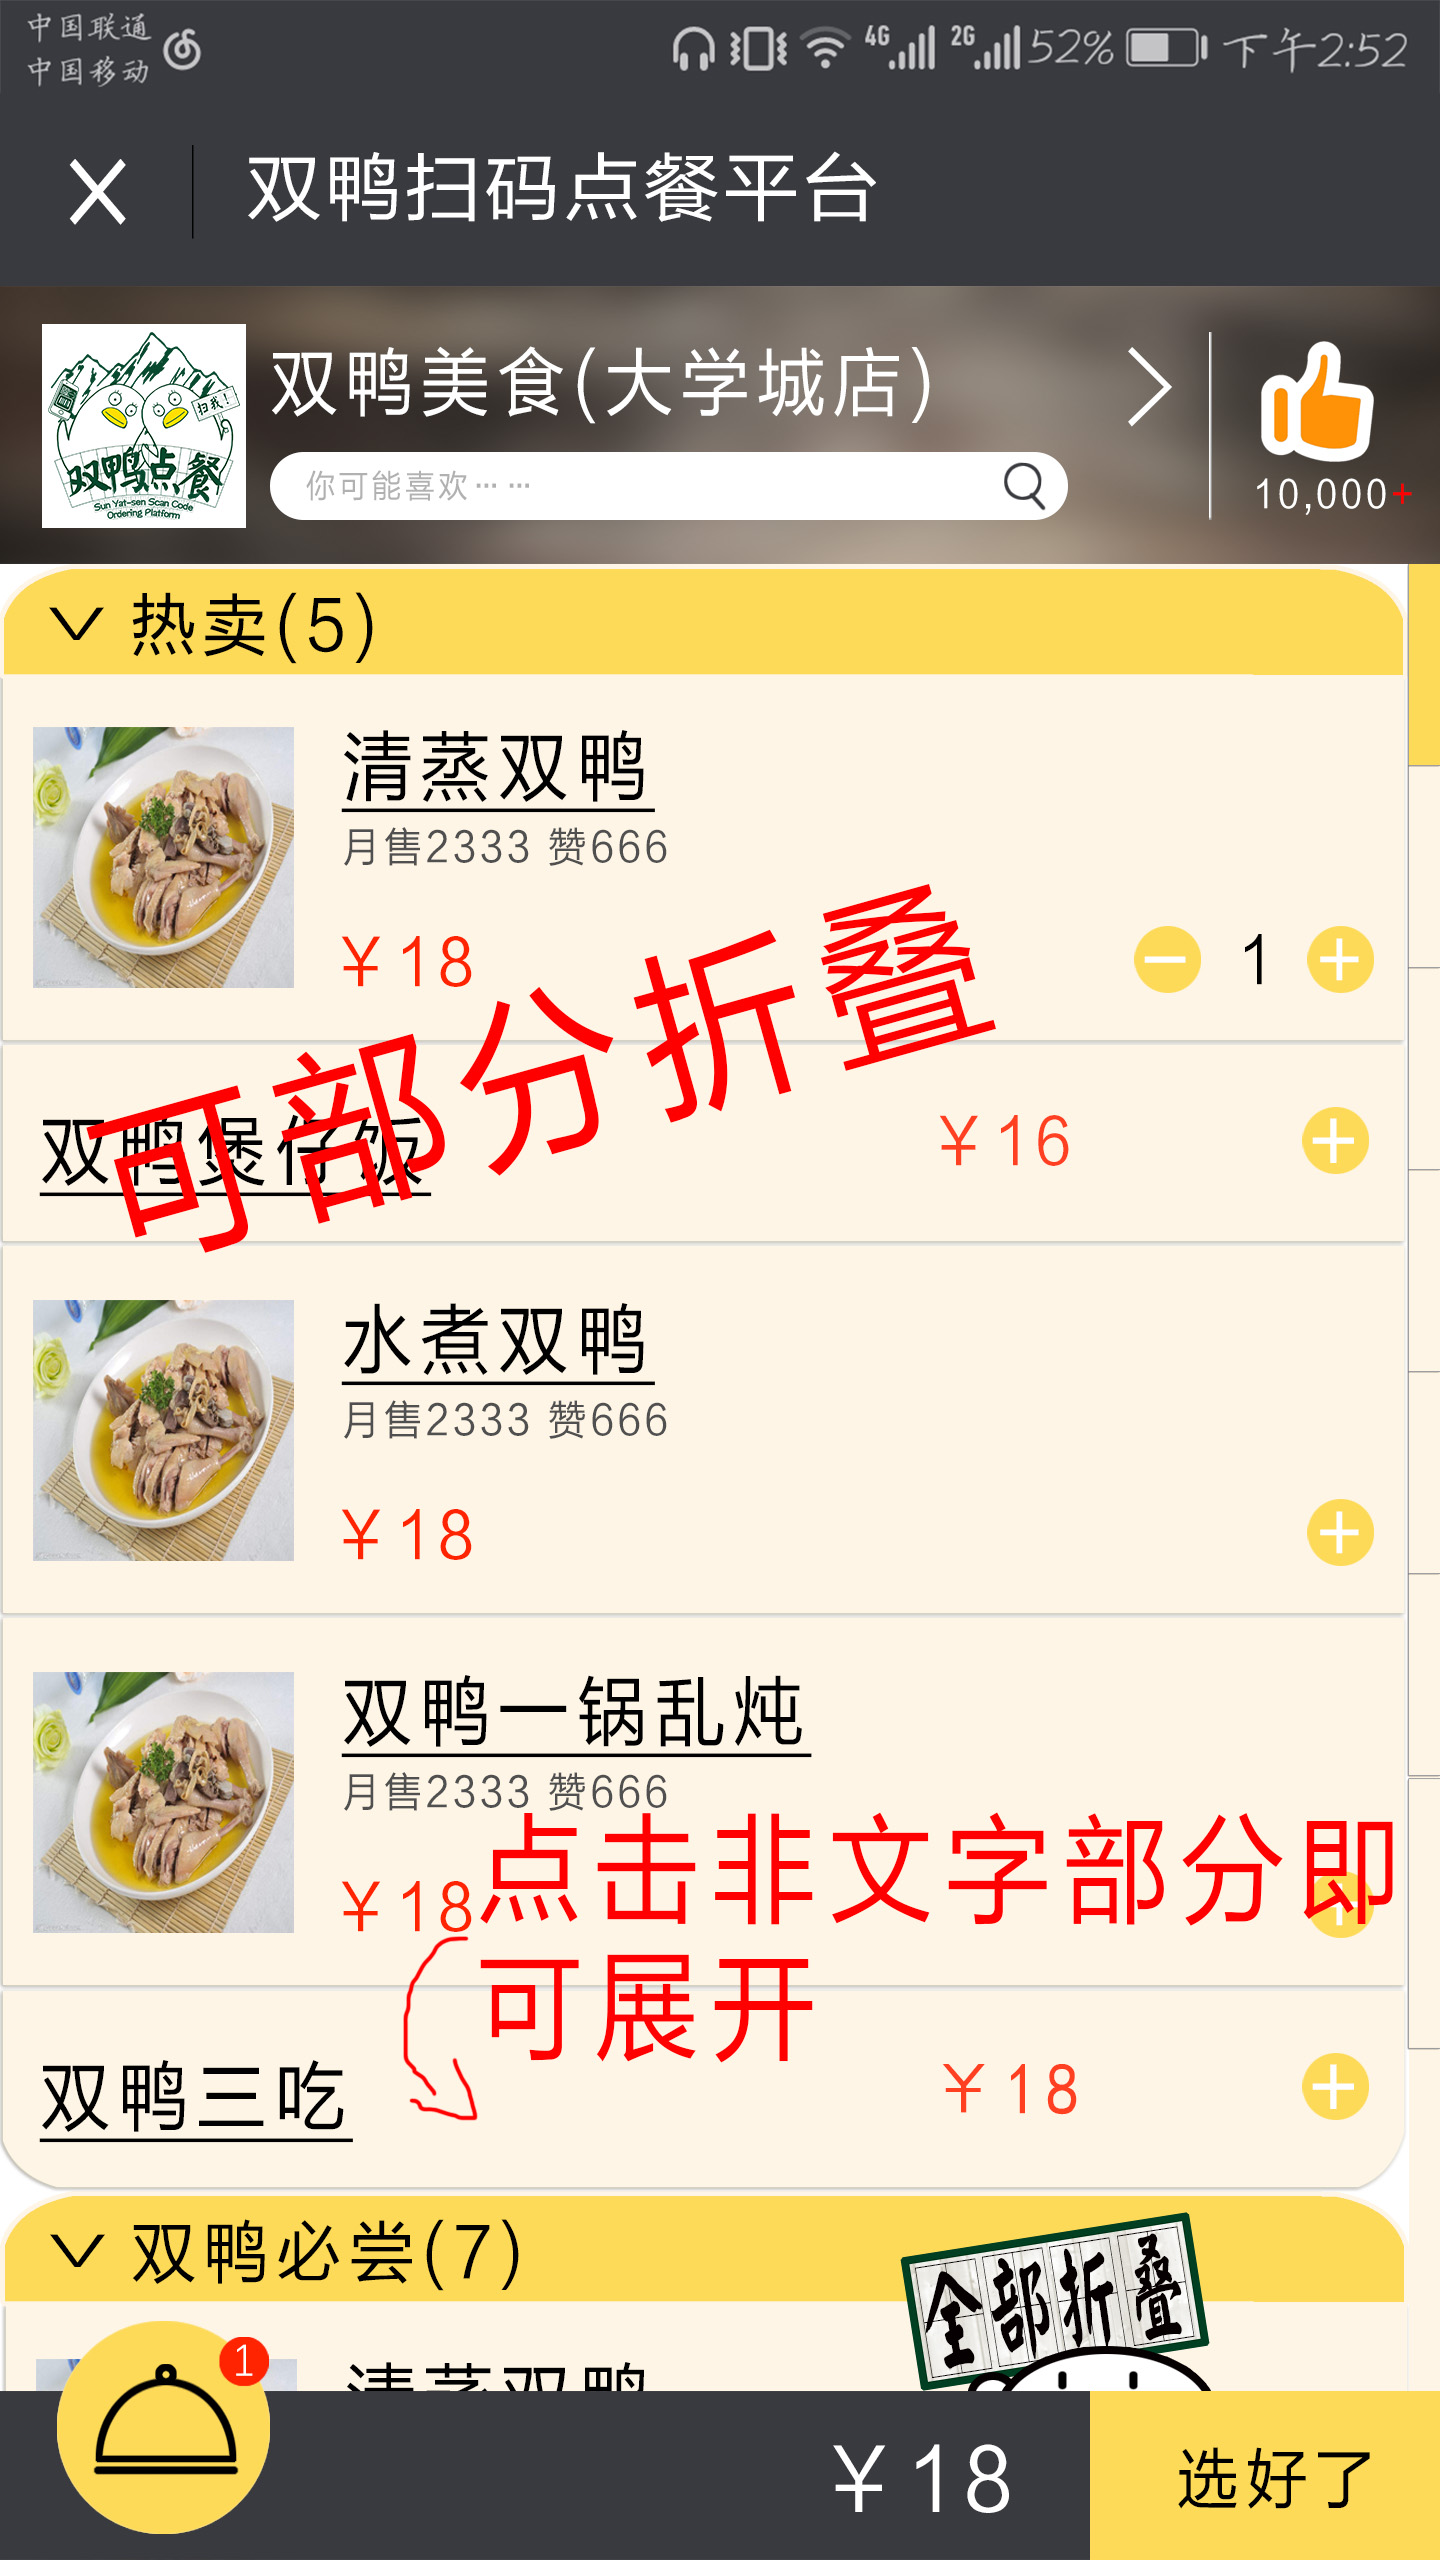 中国联通
中国移动
4G 2G 52% 下午2:52
双鸭扫码点餐平台
双鸭美食(大学城店)
你可能喜欢……
10,000+
扫我!
双鸭点餐
Sun Yat-sen Scan Code
Ordering Platform
热卖(5)
清蒸双鸭
月售2333 赞666
¥18
1
可部分折叠
双鸭煲仔饭
¥16
水煮双鸭
月售2333 赞666
¥18
双鸭一锅乱炖
月售2333 赞666
¥18
点击非文字部分即
可展开
双鸭三吃
¥18
双鸭必尝(7)
全部折叠
清蒸双鸭
1
¥18
选好了